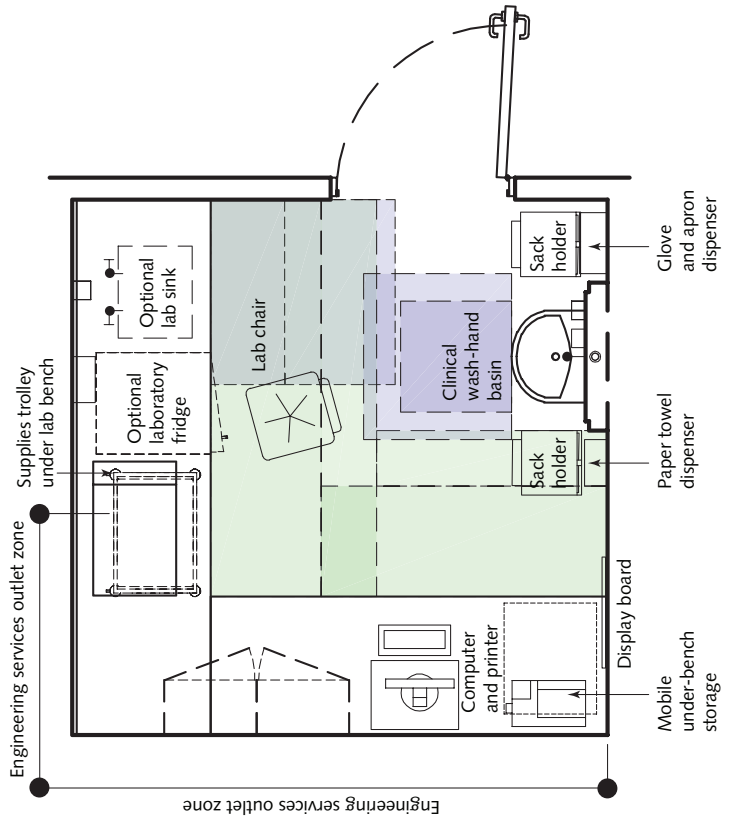 Engineering services outlet zone
Supplies trolley
under lab bench
Optional
laboratory
fridge
Optional
lab sink
Lab chair
Clinical
wash-hand
basin
Sack
holder
Sack
holder
Computer
and printer
Display board
Engineering services outlet zone
Mobile
under-bench
storage
Paper towel
dispenser
Glove
and apron
dispenser